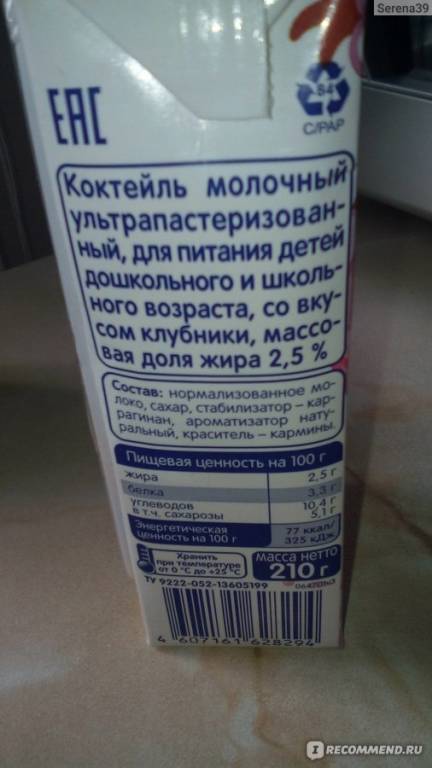 Serena39
EAC
84
C/PAP
Коктейль молочный
ультрапастеризован-
ный, для питания детей
дошкольного и школь-
ного возраста, со вку-
сом клубники, массо-
вая доля жира 2,5 %
Состав: нормализованное мо-
локо, сахар, стабилизатор – кар-
рагинан, ароматизатор нату-
ральный, краситель – кармины.
Пищевая ценность на 100 г
жира 2,5 г
белка 3,3 г
углеводов 10,4 г
в т.ч. сахарозы 5,1 г
Энергетическая 77 ккал/
ценность на 100 г 325 кДж
Хранить
при температуре
от 0 °C до +25 °C
масса нетто
210 г
ТУ 9222-052-13605199
4 607161 628294
IRECOMMEND.RU